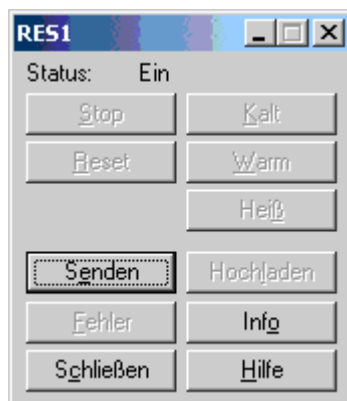 RES1
Status: Ein
Stop Kalt
Reset Warm
Heiß
Senden Hochladen
Fehler Info
Schließen Hilfe